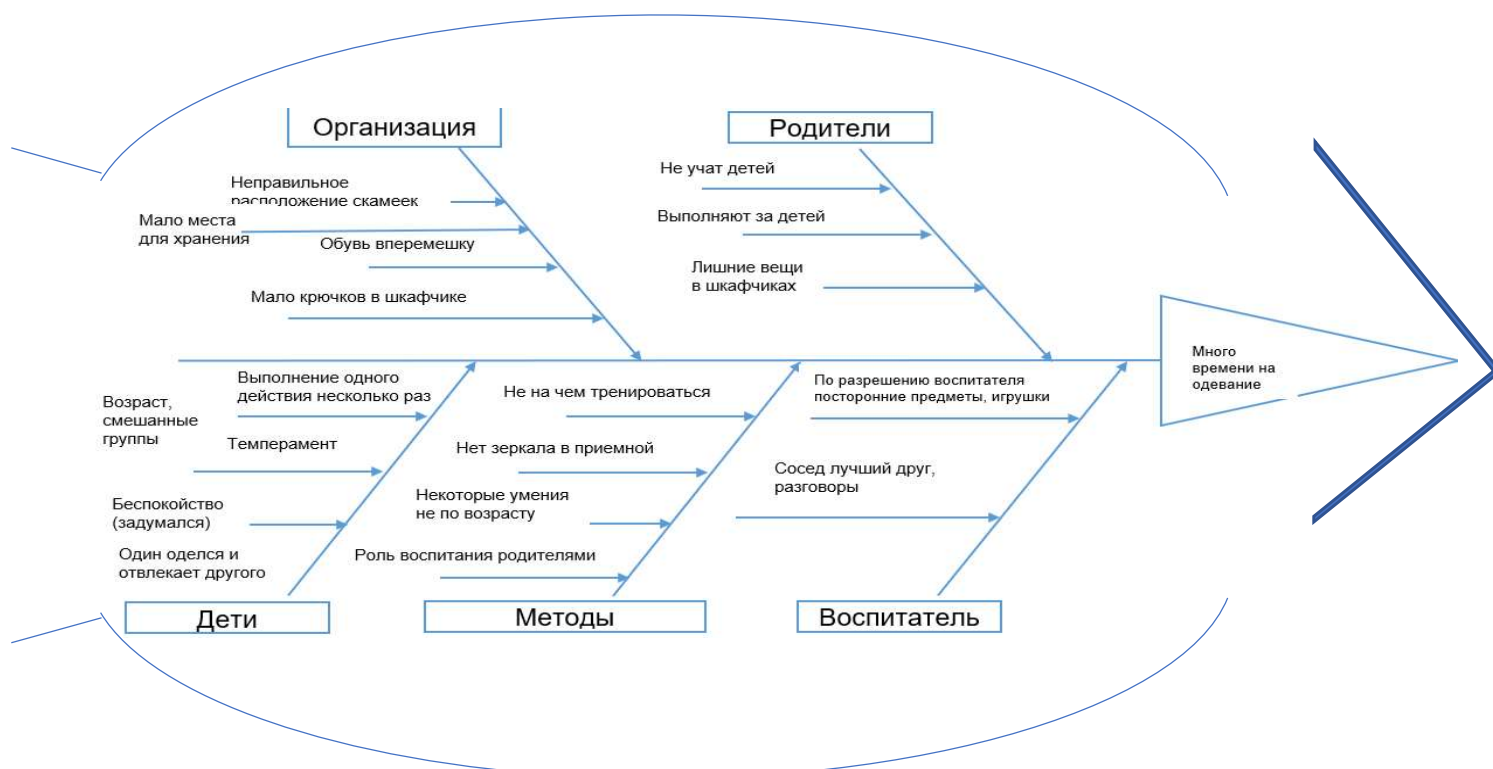 Организация
Неправильное
расположение скамеек
Мало места
для хранения
Обувь вперемешку
Мало крючков в шкафчике
Родители
Не учат детей
Выполняют за детей
Лишние вещи
в шкафчиках
Много
времени на
одевание
Выполнение одного
действия несколько раз
Возраст,
смешанные
группы
Темперамент
Беспокойство
(задумался)
Один оделся и
отвлекает другого
Дети
Не на чем тренироваться
Нет зеркала в приемной
Некоторые умения
не по возрасту
Роль воспитания родителями
Методы
По разрешению воспитателя
посторонние предметы, игрушки
Сосед лучший друг,
разговоры
Воспитатель